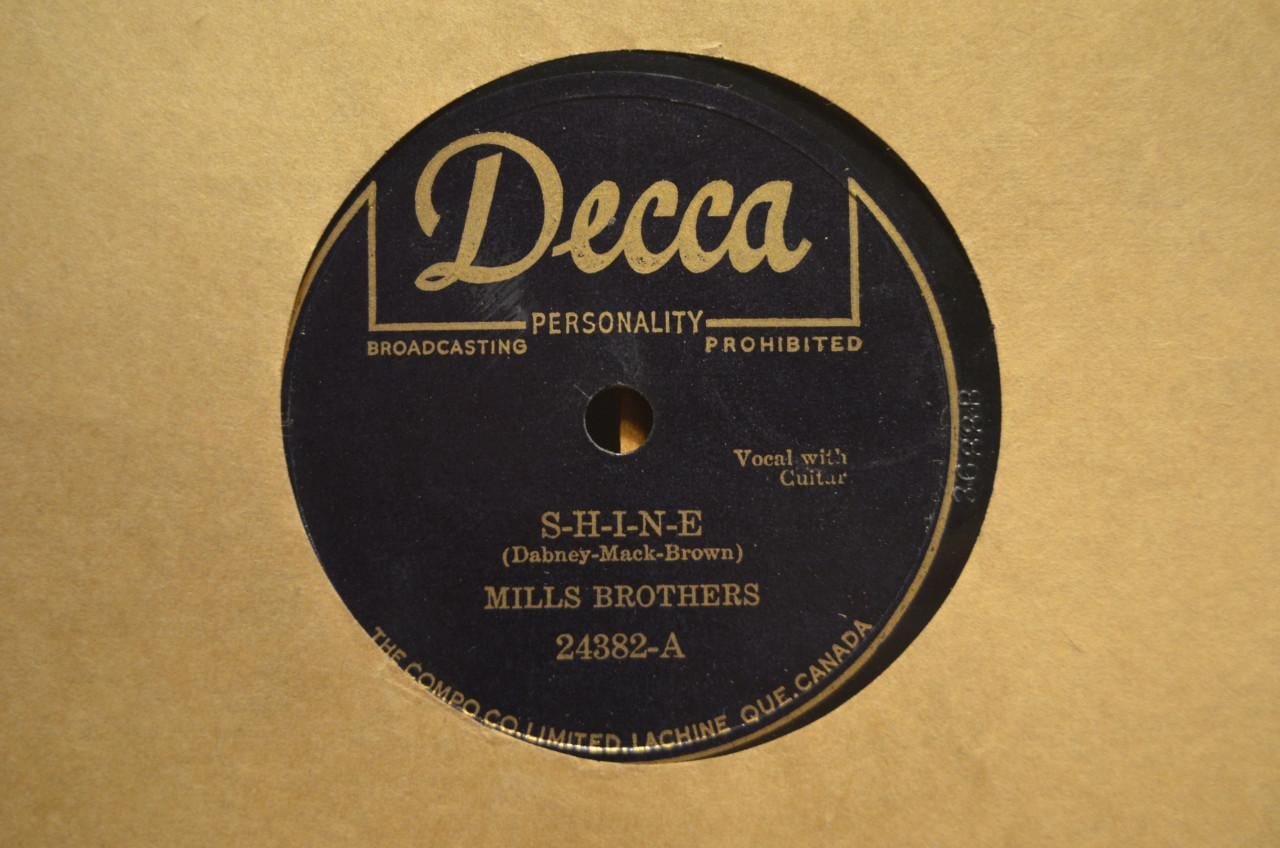 Decca
PERSONALITY
BROADCASTING PROHIBITED
Vocal with
Guitar
S-H-I-N-E
(Dabney-Mack-Brown)
MILLS BROTHERS
24382-A
THE COMPO CO. LIMITED, LACHINE QUE. CANADA